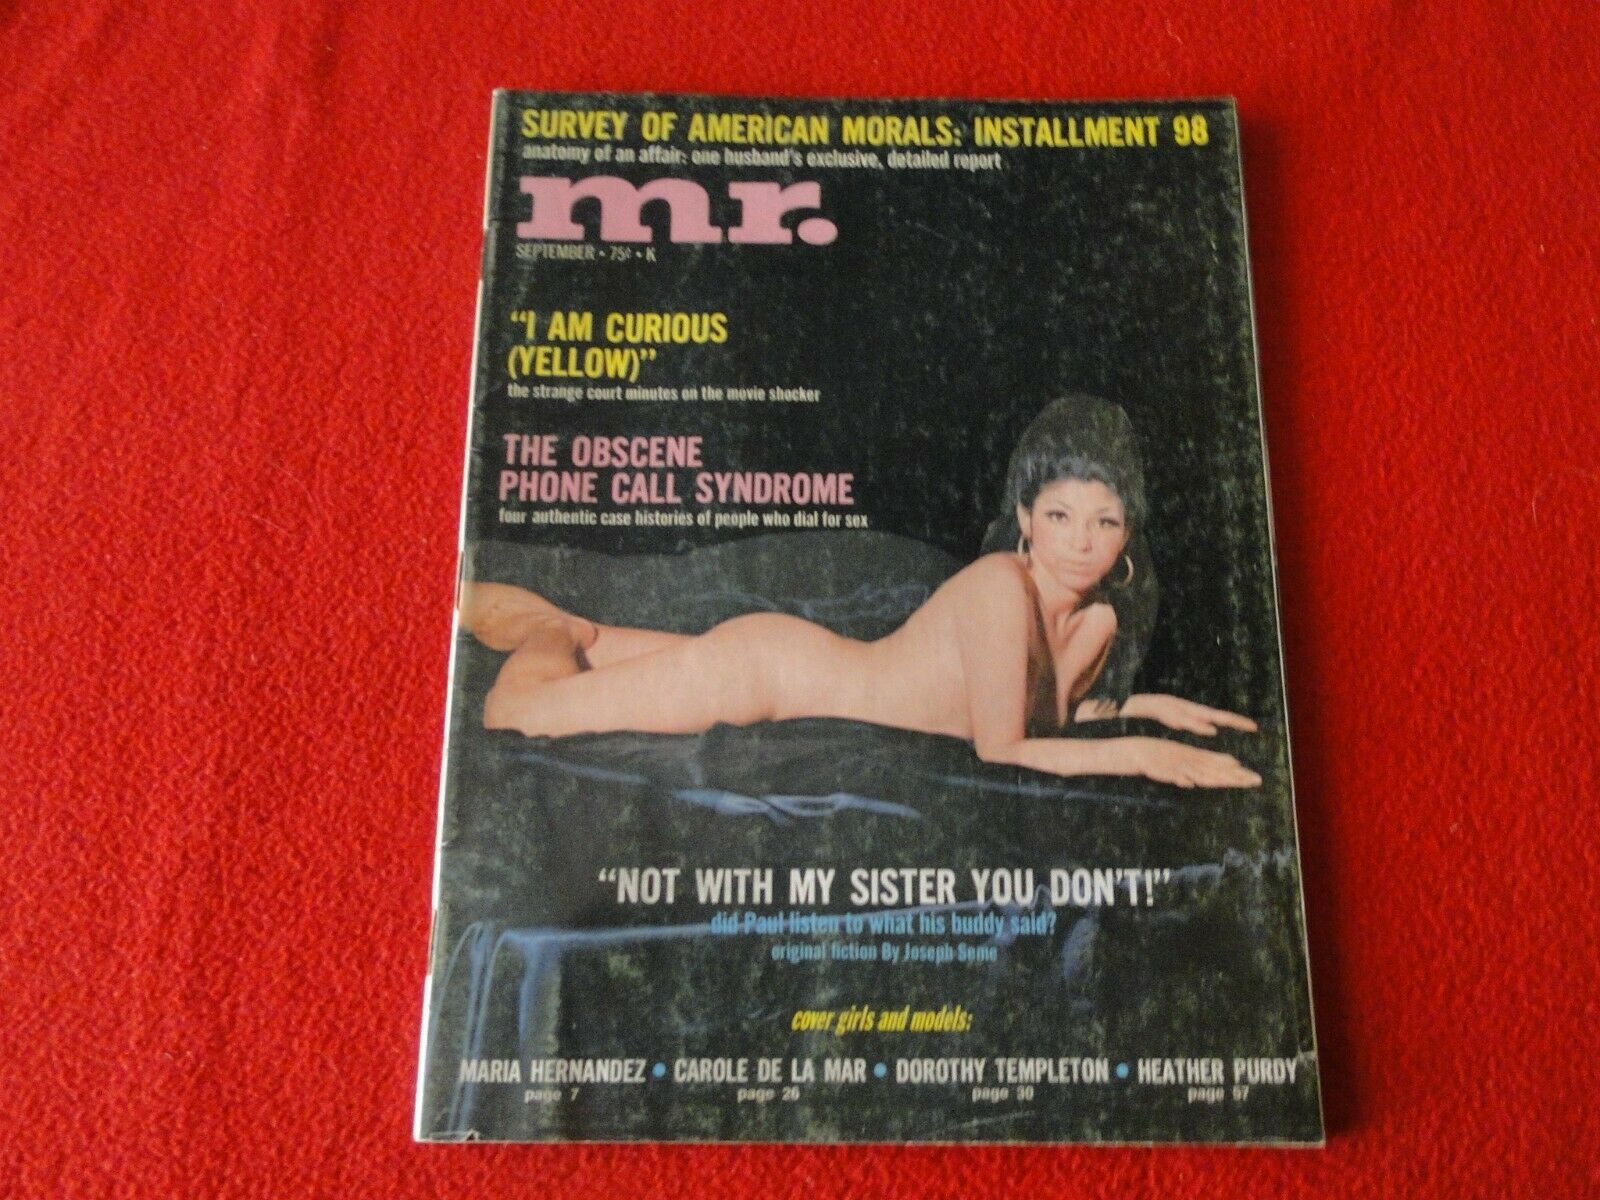 SURVEY OF AMERICAN MORALS: INSTALLMENT 98
anatomy of an affair: one husband's exclusive, detailed report
mr.
SEPTEMBER • 75¢ • K
"I AM CURIOUS
(YELLOW)"
the strange court minutes on the movie shocker
THE OBSCENE
PHONE CALL SYNDROME
four authentic case histories of people who dial for sex
"NOT WITH MY SISTER YOU DON'T!"
did Paul listen to what his buddy said?
original fiction By Joseph
cover girls and models:
MARIA HERNANDEZ • CAROLE DE LA MAR • DOROTHY TEMPLETON • HEATHER PURDY
page 7 page 26 page 30 page 57